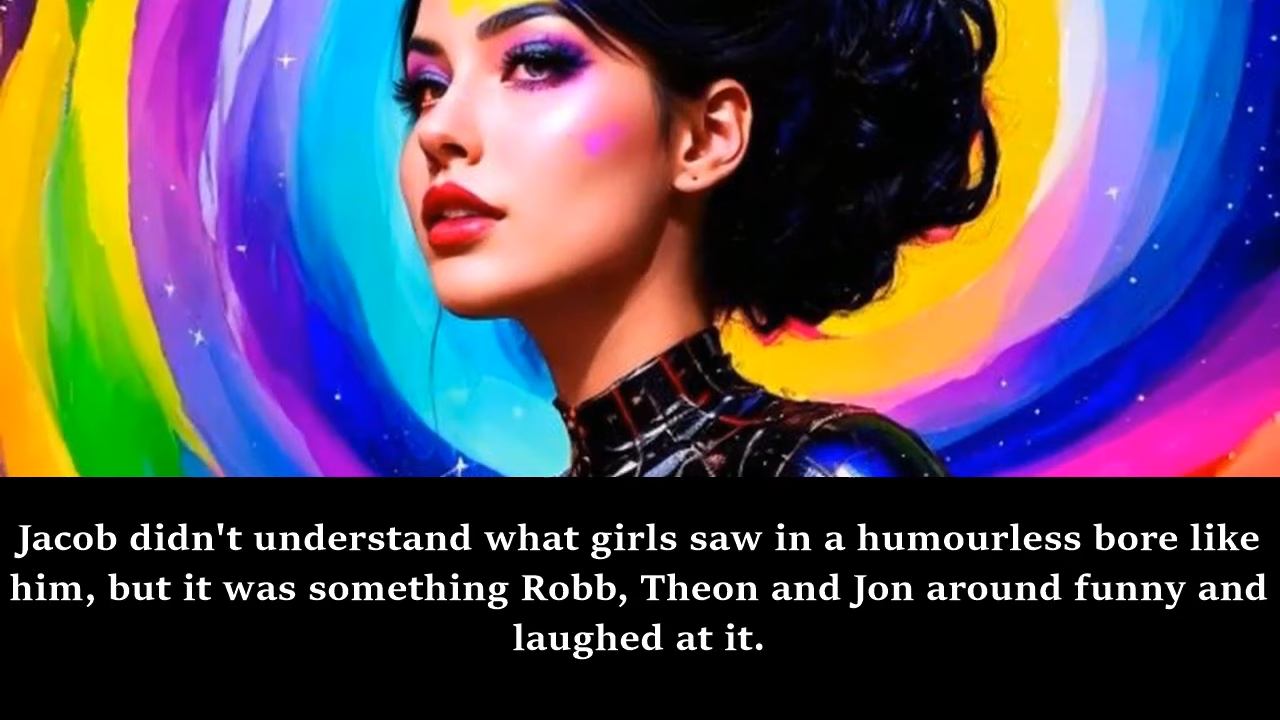 Jacob didn't understand what girls saw in a humourless bore like
him, but it was something Robb, Theon and Jon around funny and
laughed at it.